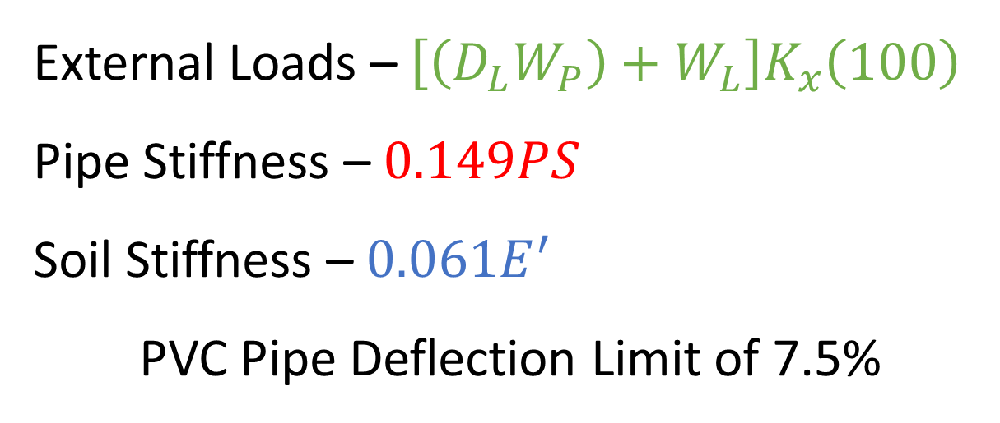 External Loads – [(D_L W_P) + W_L]K_x(100)
Pipe Stiffness – 0.149PS
Soil Stiffness – 0.061E′
PVC Pipe Deflection Limit of 7.5%